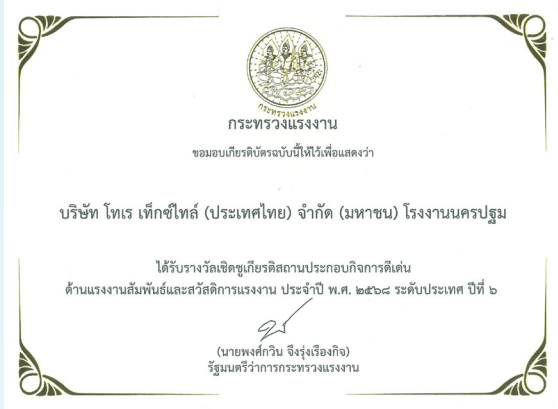 กระทรวงแรงงาน
กระทรวงแรงงาน
ขอมอบเกียรติบัตรฉบับนี้ให้ไว้เพื่อแสดงว่า
บริษัท โทเร เท็กซ์ไทล์ (ประเทศไทย) จำกัด (มหาชน) โรงงานนครปฐม
ได้รับรางวัลเชิดชูเกียรติสถานประกอบกิจการดีเด่น
ด้านแรงงานสัมพันธ์และสวัสดิการแรงงาน ประจำปี พ.ศ. ๒๕๖๘ ระดับประเทศ ปีที่ ๖
(นายพงศ์กวิน จึงรุ่งเรืองกิจ)
รัฐมนตรีว่าการกระทรวงแรงงาน